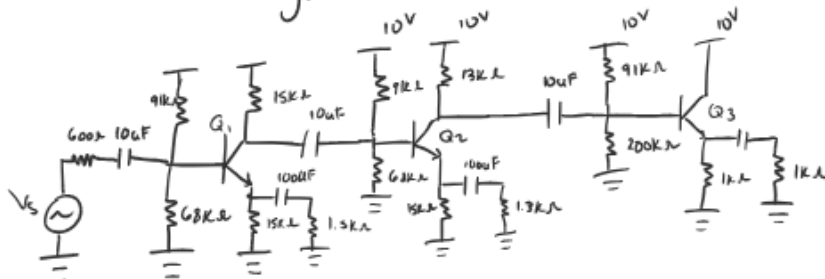 10V 10V 10V 10V
91KΩ 15KΩ 91KΩ 13KΩ 10uF 91KΩ
600Ω 10uF Q1 10uF Q2 Q3
Vs 68KΩ 100uF 68KΩ 100uF 200KΩ
15KΩ 1.5KΩ 15KΩ 1.3KΩ 1KΩ 1KΩ